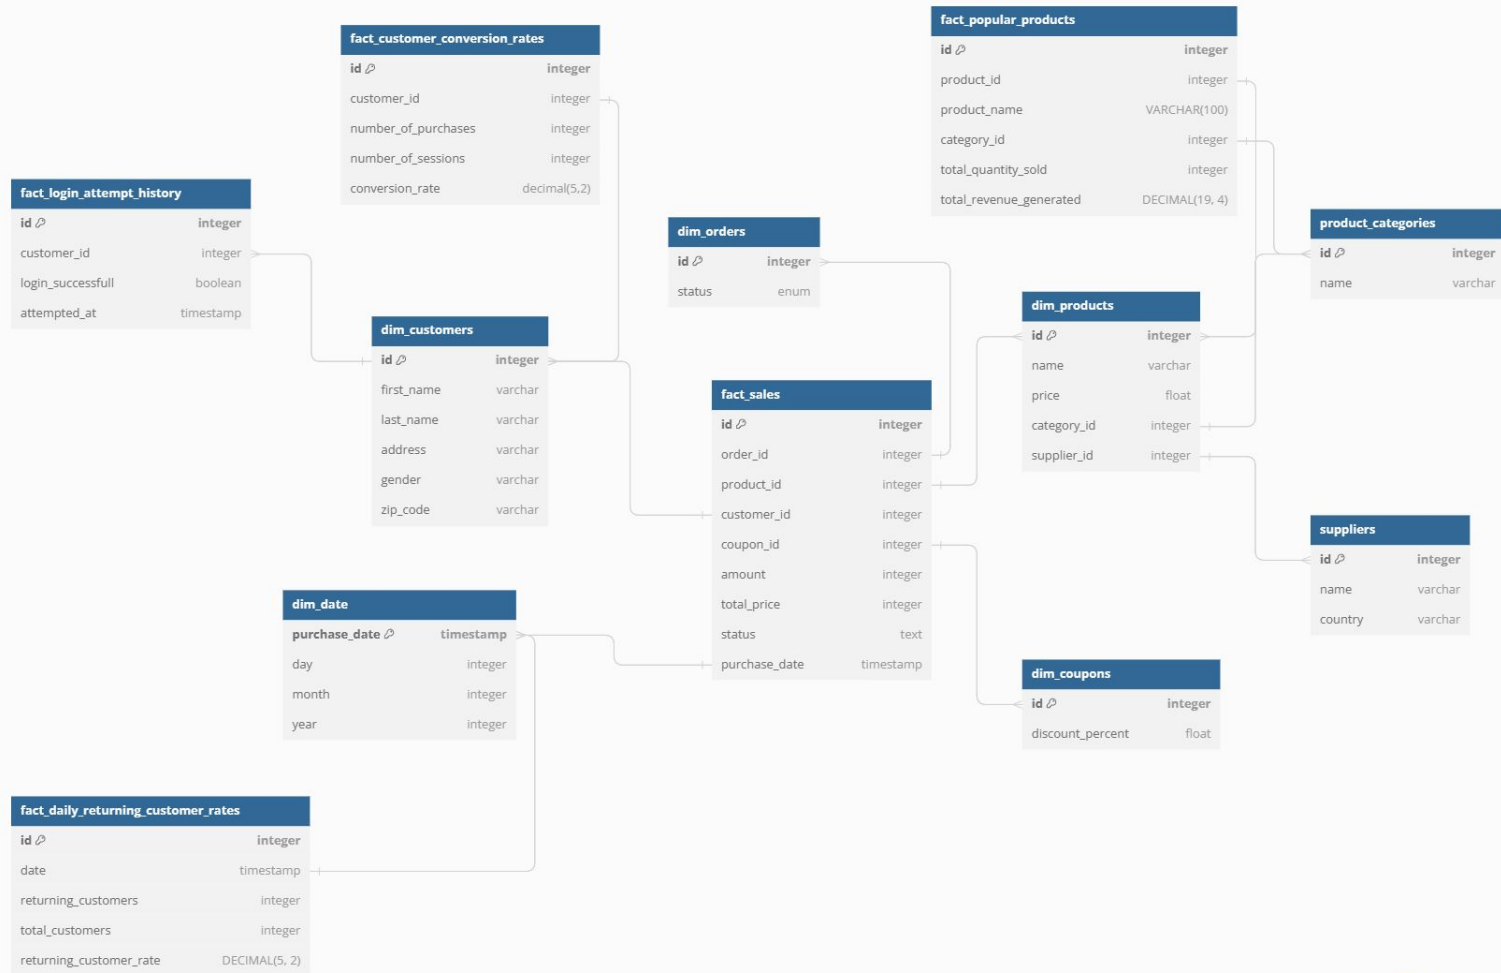 fact_customer_conversion_rates
id integer
customer_id integer
number_of_purchases integer
number_of_sessions integer
conversion_rate decimal(5,2)
fact_popular_products
id integer
product_id integer
product_name VARCHAR(100)
category_id integer
total_quantity_sold integer
total_revenue_generated DECIMAL(19, 4)
fact_login_attempt_history
id integer
customer_id integer
login_successfull boolean
attempted_at timestamp
dim_orders
id integer
status enum
product_categories
id integer
name varchar
dim_customers
id integer
first_name varchar
last_name varchar
address varchar
gender varchar
zip_code varchar
dim_products
id integer
name varchar
price float
category_id integer
supplier_id integer
fact_sales
id integer
order_id integer
product_id integer
customer_id integer
coupon_id integer
amount integer
total_price integer
status text
purchase_date timestamp
suppliers
id integer
name varchar
country varchar
dim_date
purchase_date timestamp
day integer
month integer
year integer
dim_coupons
id integer
discount_percent float
fact_daily_returning_customer_rates
id integer
date timestamp
returning_customers integer
total_customers integer
returning_customer_rate DECIMAL(5, 2)